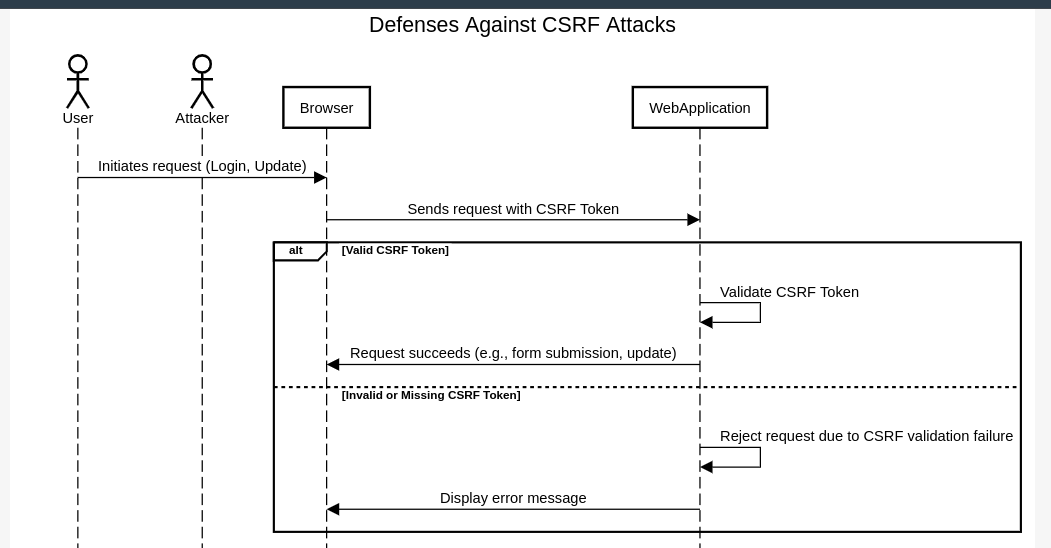 Defenses Against CSRF Attacks
User
Attacker
Browser
WebApplication
Initiates request (Login, Update)
Sends request with CSRF Token
alt
[Valid CSRF Token]
Validate CSRF Token
Request succeeds (e.g., form submission, update)
[Invalid or Missing CSRF Token]
Reject request due to CSRF validation failure
Display error message